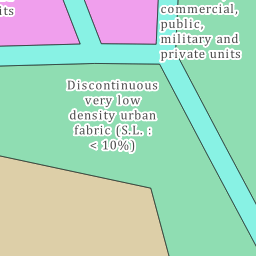 its
commercial,
public,
military and
private units
Discontinuous
very low
density urban
fabric (S.L. :
< 10%)